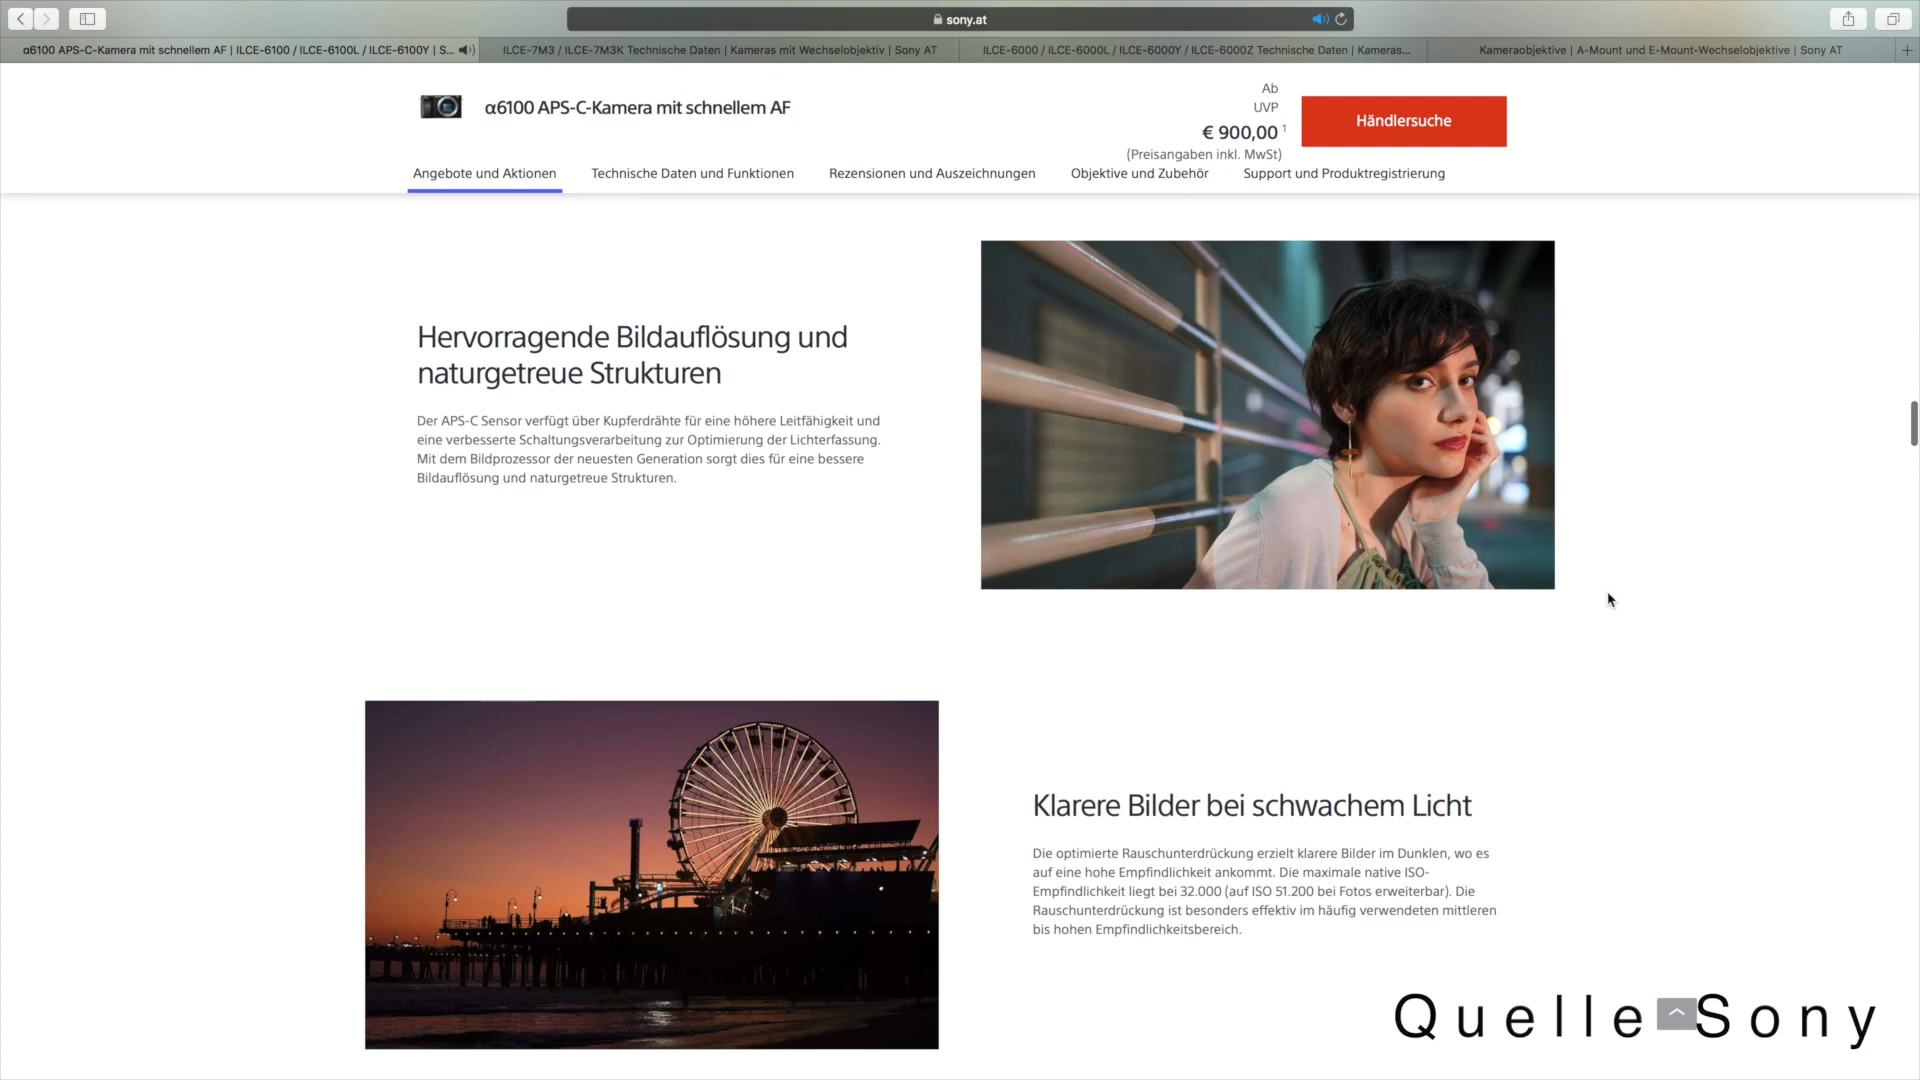 sony.at
α6100 APS-C-Kamera mit schnellem AF | ILCE-6100 / ILCE-6100L / ILCE-6100Y | S...
ILCE-7M3 / ILCE-7M3K Technische Daten | Kameras mit Wechselobjektiv | Sony AT
ILCE-6000 / ILCE-6000L / ILCE-6000Y / ILCE-6000Z Technische Daten | Kameras...
Kameraobjektive | A-Mount und E-Mount-Wechselobjektive | Sony AT
α6100 APS-C-Kamera mit schnellem AF
Ab
UVP
€ 900,00 1
(Preisangaben inkl. MwSt)
Händlersuche
Angebote und Aktionen
Technische Daten und Funktionen
Rezensionen und Auszeichnungen
Objektive und Zubehör
Support und Produktregistrierung
Hervorragende Bildauflösung und
naturgetreue Strukturen
Der APS-C Sensor verfügt über Kupferdrähte für eine höhere Leitfähigkeit und
eine verbesserte Schaltungsverarbeitung zur Optimierung der Lichterfassung.
Mit dem Bildprozessor der neuesten Generation sorgt dies für eine bessere
Bildauflösung und naturgetreue Strukturen.
Klarere Bilder bei schwachem Licht
Die optimierte Rauschunterdrückung erzielt klarere Bilder im Dunklen, wo es
auf eine hohe Empfindlichkeit ankommt. Die maximale native ISO-
Empfindlichkeit liegt bei 32.000 (auf ISO 51.200 bei Fotos erweiterbar). Die
Rauschunterdrückung ist besonders effektiv im häufig verwendeten mittleren
bis hohen Empfindlichkeitsbereich.
Quelle Sony